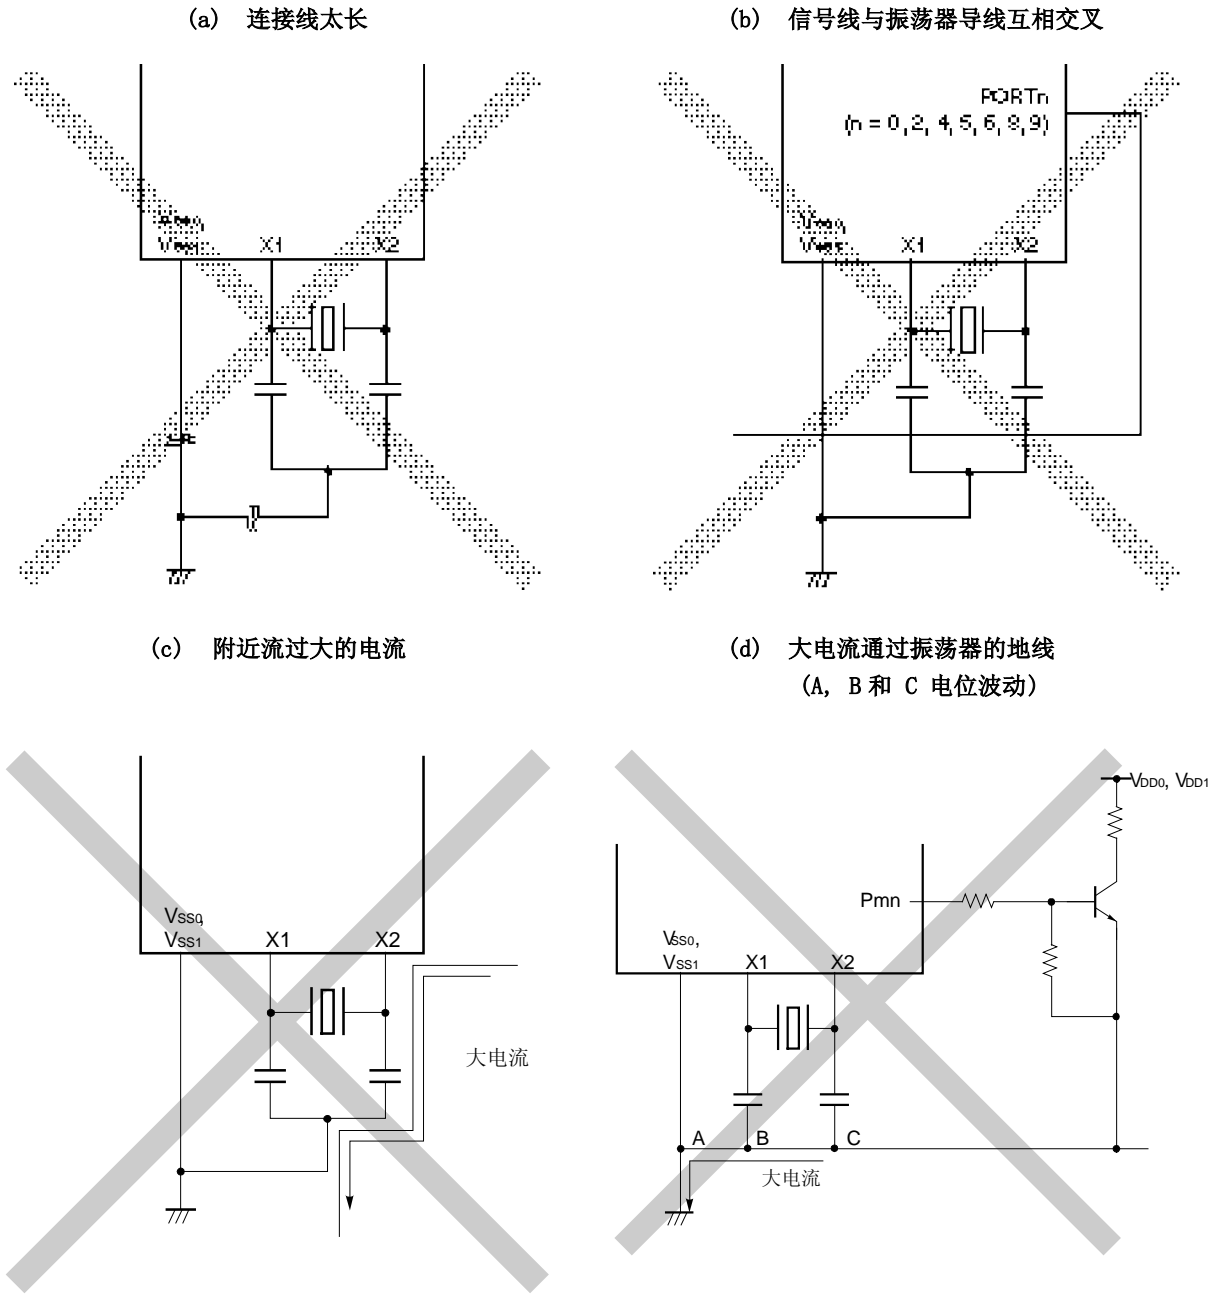 (a) 连接线太长
(b) 信号线与振荡器导线互相交叉
PORTn
(n = 0,2, 4, 5, 6, 8, 9)
X1
X2
X1
X2
(c) 附近流过大的电流
(d) 大电流通过振荡器的地线
(A, B和 C 电位波动)
VSS0,
VSS1
X1
X2
大电流
VDD0, VDD1
Pmn
VSS0,
VSS1
X1
X2
A
B
C
大电流